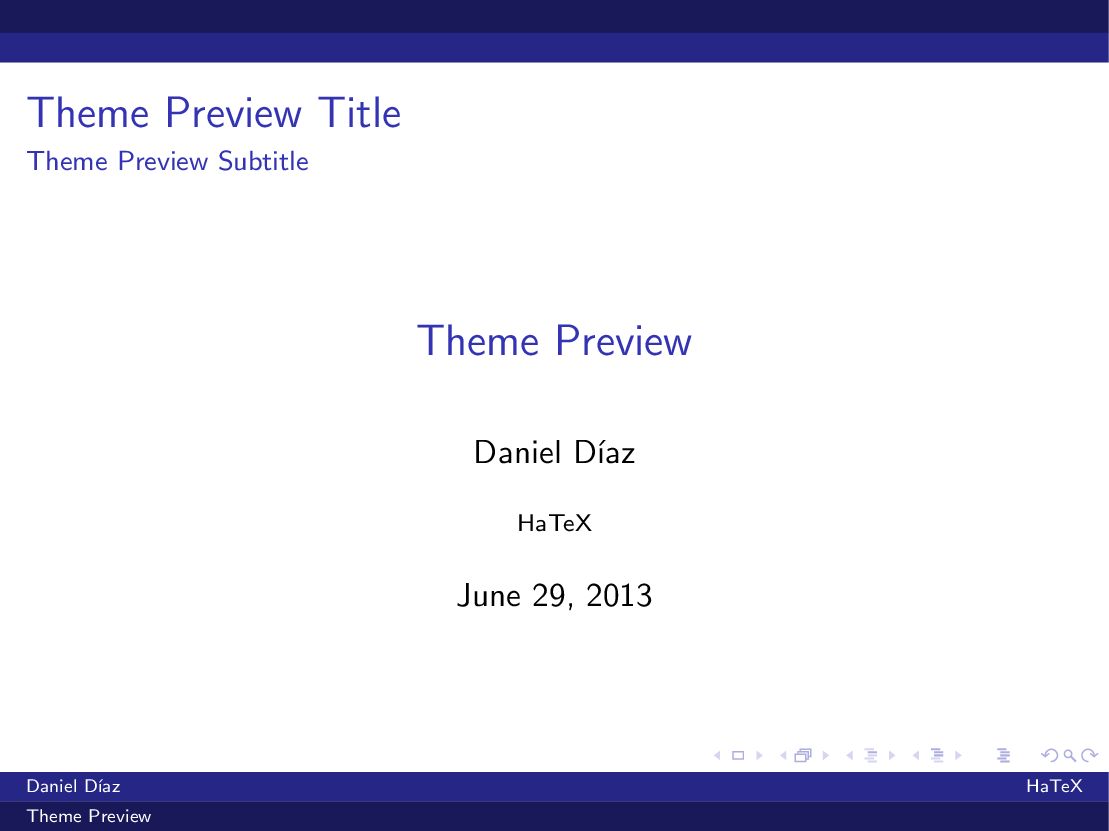 Theme Preview Title
Theme Preview Subtitle
Theme Preview
Daniel Díaz
HaTeX
June 29, 2013
Daniel Díaz HaTeX
Theme Preview